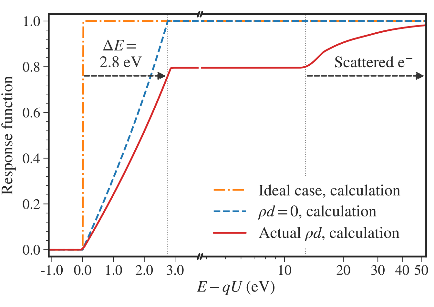 1.0
0.8
0.6
0.4
0.2
0.0
Response function
ΔE =
2.8 eV
Scattered e⁻
Ideal case, calculation
ρd = 0, calculation
Actual ρd, calculation
-1.0 0.0 1.0 2.0 3.0 10 20 30 40 50
E − qU (eV)